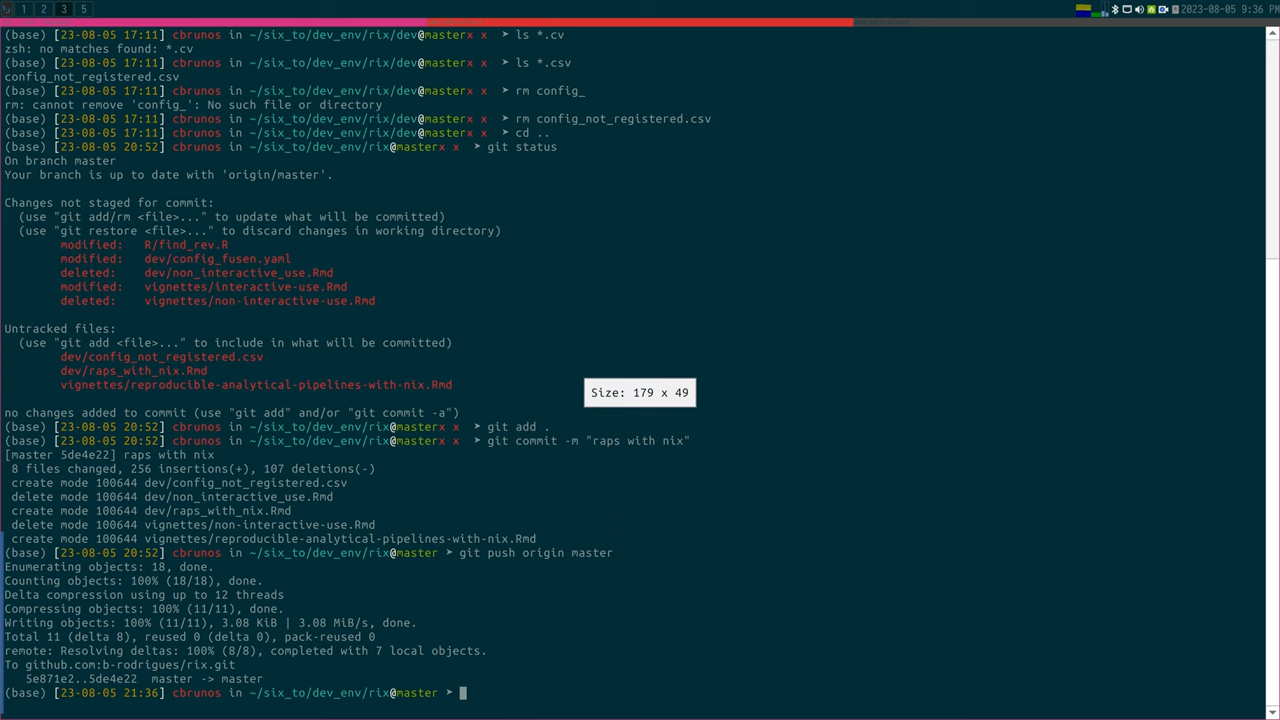 1 2 3 5 2023-08-05 9:36 PM
(base) [23-08-05 17:11] cbrunos in ~/six_to/dev_env/rix/dev@masterx x ➤ ls *.cv
zsh: no matches found: *.cv
(base) [23-08-05 17:11] cbrunos in ~/six_to/dev_env/rix/dev@masterx x ➤ ls *.csv
config_not_registered.csv
(base) [23-08-05 17:11] cbrunos in ~/six_to/dev_env/rix/dev@masterx x ➤ rm config_
rm: cannot remove 'config_': No such file or directory
(base) [23-08-05 17:11] cbrunos in ~/six_to/dev_env/rix/dev@masterx x ➤ rm config_not_registered.csv
(base) [23-08-05 17:11] cbrunos in ~/six_to/dev_env/rix/dev@masterx x ➤ cd ..
(base) [23-08-05 20:52] cbrunos in ~/six_to/dev_env/rix@masterx x ➤ git status
On branch master
Your branch is up to date with 'origin/master'.
Changes not staged for commit:
(use "git add/rm <file>..." to update what will be committed)
(use "git restore <file>..." to discard changes in working directory)
modified: R/find_rev.R
modified: dev/config_fusen.yaml
deleted: dev/non_interactive_use.Rmd
modified: vignettes/interactive-use.Rmd
deleted: vignettes/non-interactive-use.Rmd
Untracked files:
(use "git add <file>..." to include in what will be committed)
dev/config_not_registered.csv
dev/raps_with_nix.Rmd
vignettes/reproducible-analytical-pipelines-with-nix.Rmd
Size: 179 x 49
no changes added to commit (use "git add" and/or "git commit -a")
(base) [23-08-05 20:52] cbrunos in ~/six_to/dev_env/rix@masterx x ➤ git add .
(base) [23-08-05 20:52] cbrunos in ~/six_to/dev_env/rix@masterx x ➤ git commit -m "raps with nix"
[master 5de4e22] raps with nix
8 files changed, 256 insertions(+), 107 deletions(-)
create mode 100644 dev/config_not_registered.csv
delete mode 100644 dev/non_interactive_use.Rmd
create mode 100644 dev/raps_with_nix.Rmd
delete mode 100644 vignettes/non-interactive-use.Rmd
create mode 100644 vignettes/reproducible-analytical-pipelines-with-nix.Rmd
(base) [23-08-05 20:52] cbrunos in ~/six_to/dev_env/rix@master ➤ git push origin master
Enumerating objects: 18, done.
Counting objects: 100% (18/18), done.
Delta compression using up to 12 threads
Compressing objects: 100% (11/11), done.
Writing objects: 100% (11/11), 3.08 KiB | 3.08 MiB/s, done.
Total 11 (delta 8), reused 0 (delta 0), pack-reused 0
remote: Resolving deltas: 100% (8/8), completed with 7 local objects.
To github.com:b-rodrigues/rix.git
5e871e2..5de4e22 master -> master
(base) [23-08-05 21:36] cbrunos in ~/six_to/dev_env/rix@master ➤